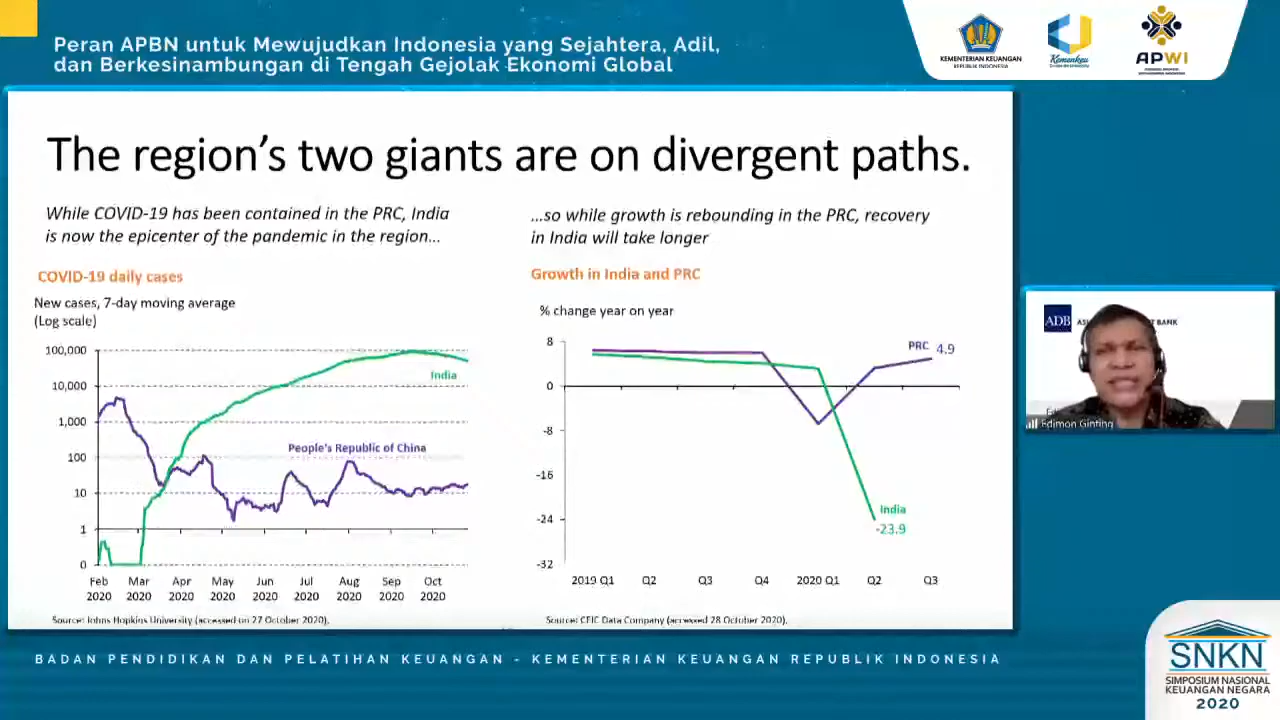 Peran APBN untuk Mewujudkan Indonesia yang Sejahtera, Adil,
dan Berkesinambungan di Tengah Gejolak Ekonomi Global
KEMENTERIAN KEUANGAN
REPUBLIK INDONESIA
Kemenkeu
APWI
The region's two giants are on divergent paths.
While COVID-19 has been contained in the PRC, India
is now the epicenter of the pandemic in the region…
COVID-19 daily cases
New cases, 7-day moving average
(Log scale)
100,000
10,000
1,000
100
10
1
0
India
People's Republic of China
Feb Mar Apr May Jun Jul Aug Sep Oct
2020 2020 2020 2020 2020 2020 2020 2020 2020
Source: Johns Hopkins University (accessed on 27 October 2020).
…so while growth is rebounding in the PRC, recovery
in India will take longer
Growth in India and PRC
% change year on year
8
0
-8
-16
-24
-32
PRC 4.9
India
-23.9
2019 Q1 Q2 Q3 Q4 2020 Q1 Q2 Q3
Source: CEIC Data Company (accessed 28 October 2020).
ADB
BANK
Edimon Ginting
BADAN PENDIDIKAN DAN PELATIHAN KEUANGAN - KEMENTERIAN KEUANGAN REPUBLIK INDONESIA
SNKN
SIMPOSIUM NASIONAL
KEUANGAN NEGARA
2020